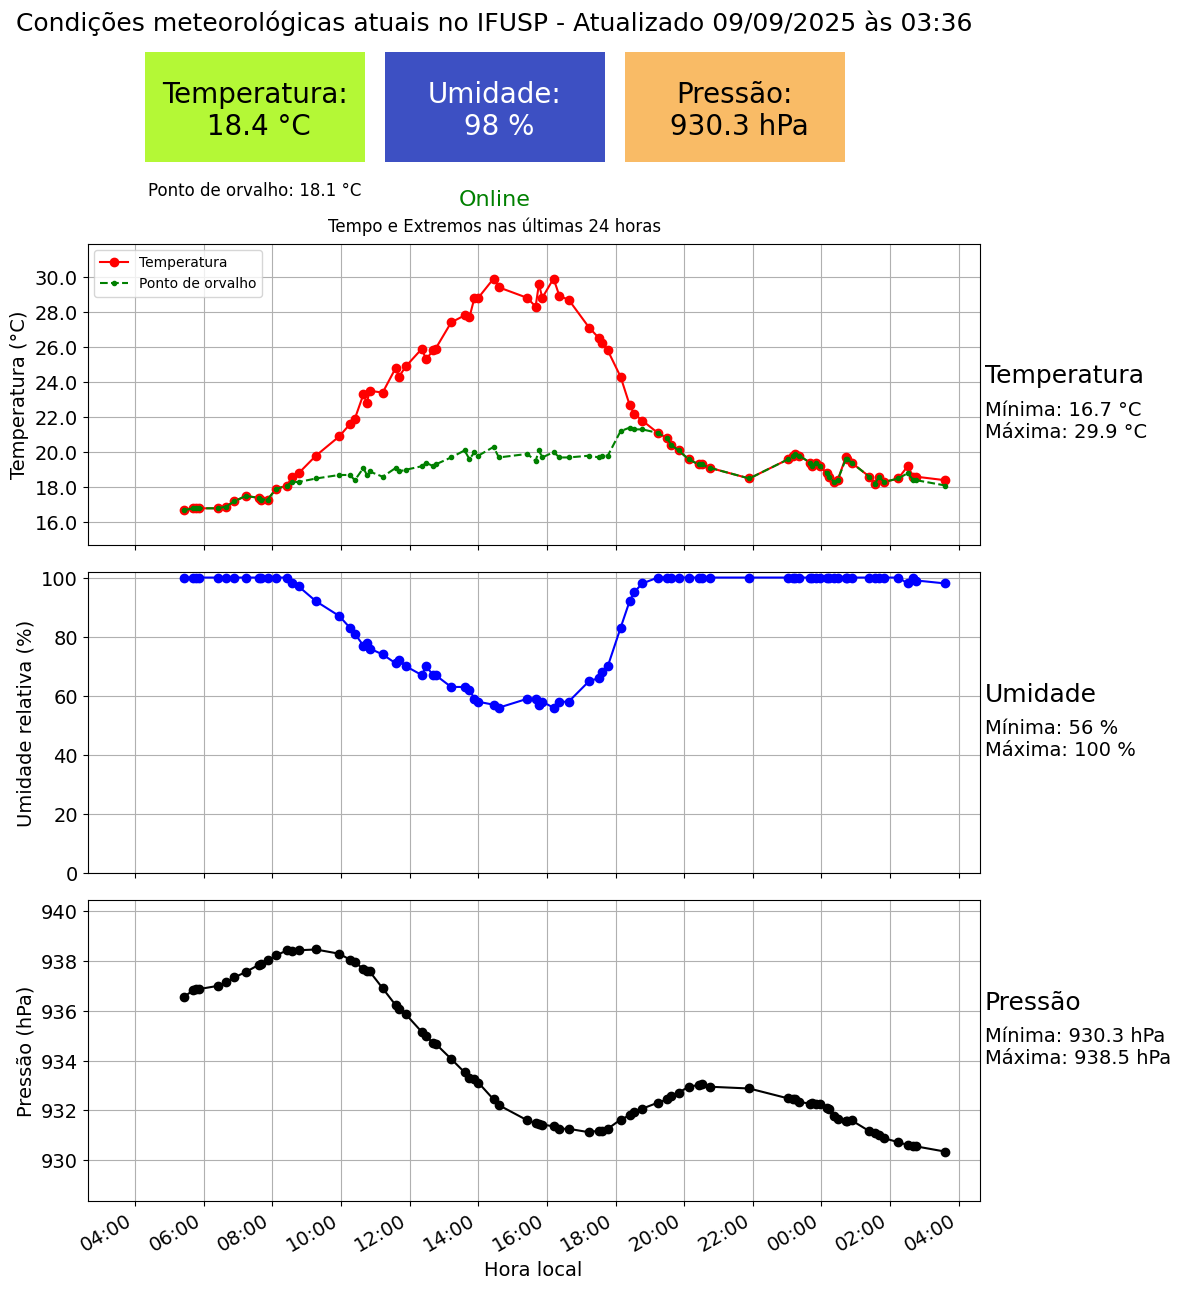 Condições meteorológicas atuais no IFUSP - Atualizado 09/09/2025 às 03:36
Temperatura:
18.4 °C
Umidade:
98 %
Pressão:
930.3 hPa
Ponto de orvalho: 18.1 °C
Online
Tempo e Extremos nas últimas 24 horas
Temperatura
Ponto de orvalho
Temperatura (°C)
30.0
28.0
26.0
24.0
22.0
20.0
18.0
16.0
Temperatura
Mínima: 16.7 °C
Máxima: 29.9 °C
Umidade relativa (%)
100
80
60
40
20
0
Umidade
Mínima: 56 %
Máxima: 100 %
Pressão (hPa)
940
938
936
934
932
930
Pressão
Mínima: 930.3 hPa
Máxima: 938.5 hPa
04:00 06:00 08:00 10:00 12:00 14:00 16:00 18:00 20:00 22:00 00:00 02:00 04:00
Hora local